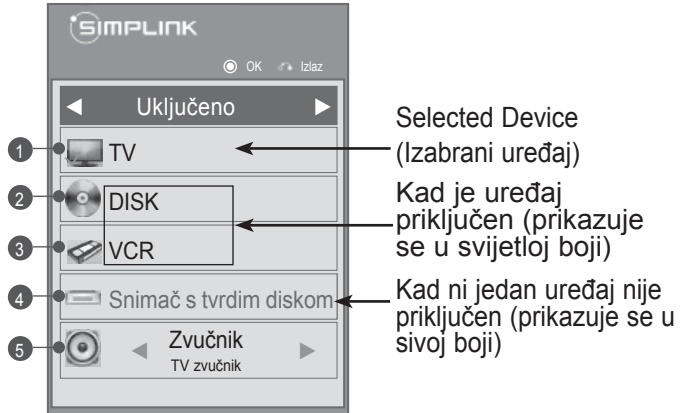 SIMPLINK
OK Izlaz
Uključeno
1 TV
2 DISK
3 VCR
4 Snimač s tvrdim diskom
5 Zvučnik
TV zvučnik
Selected Device
(Izabrani uređaj)
Kad je uređaj
priključen (prikazuje
se u svijetloj boji)
Kad ni jedan uređaj nije
priključen (prikazuje se u
sivoj boji)